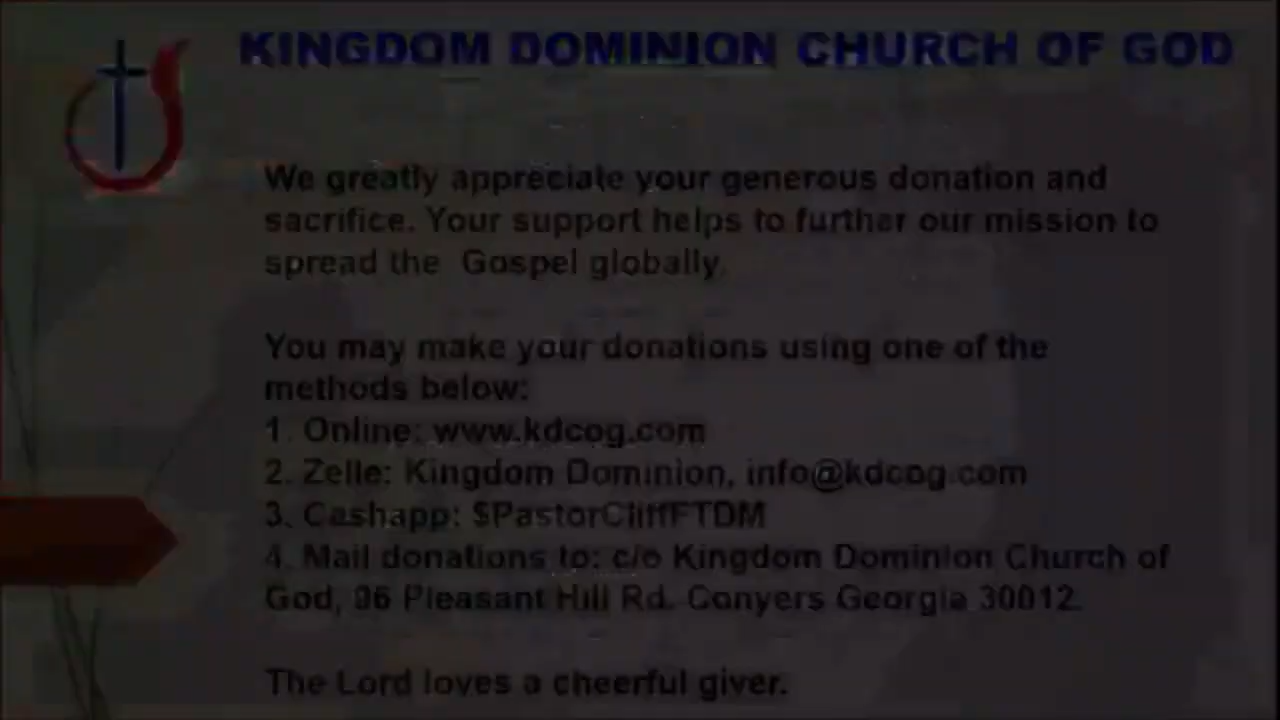 KINGDOM DOMINION CHURCH OF GOD
We greatly appreciate your generous donation and
sacrifice. Your support helps to further our mission to
spread the Gospel globally.
You may make your donations using one of the
methods below:
1. Online: www.kdcog.com
2. Zelle: Kingdom Dominion, info@kdcog.com
3. Cashapp: $PastorCliffFTDM
4. Mail donations to: c/o Kingdom Dominion Church of
God, 96 Pleasant Hill Rd. Conyers Georgia 30012.
The Lord loves a cheerful giver.